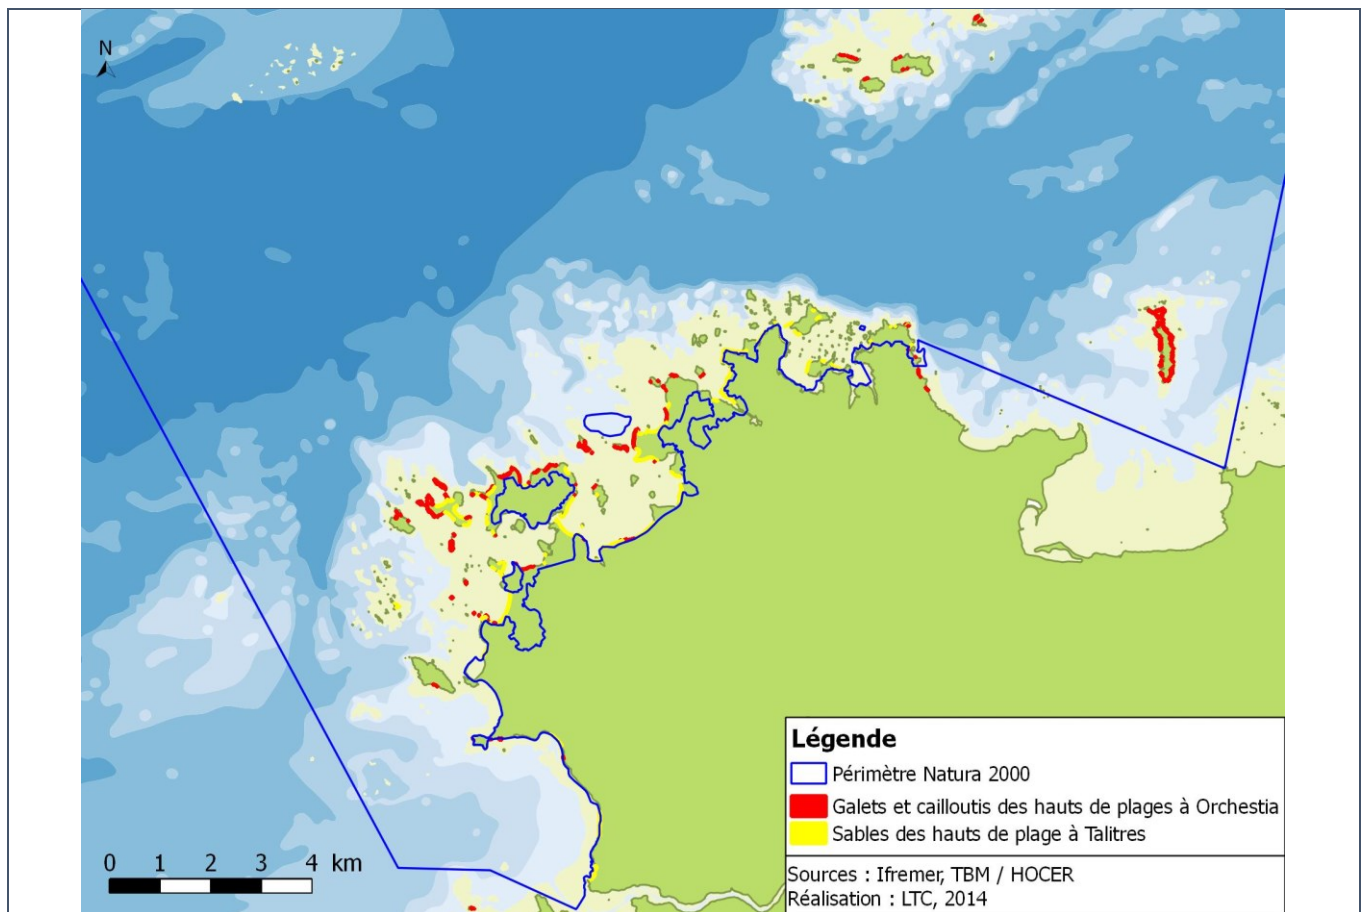 N
Légende
Périmètre Natura 2000
Galets et cailloutis des hauts de plages à Orchestia
Sables des hauts de plage à Talitres
0 1 2 3 4 km
Sources : Ifremer, TBM / HOCER
Réalisation : LTC, 2014